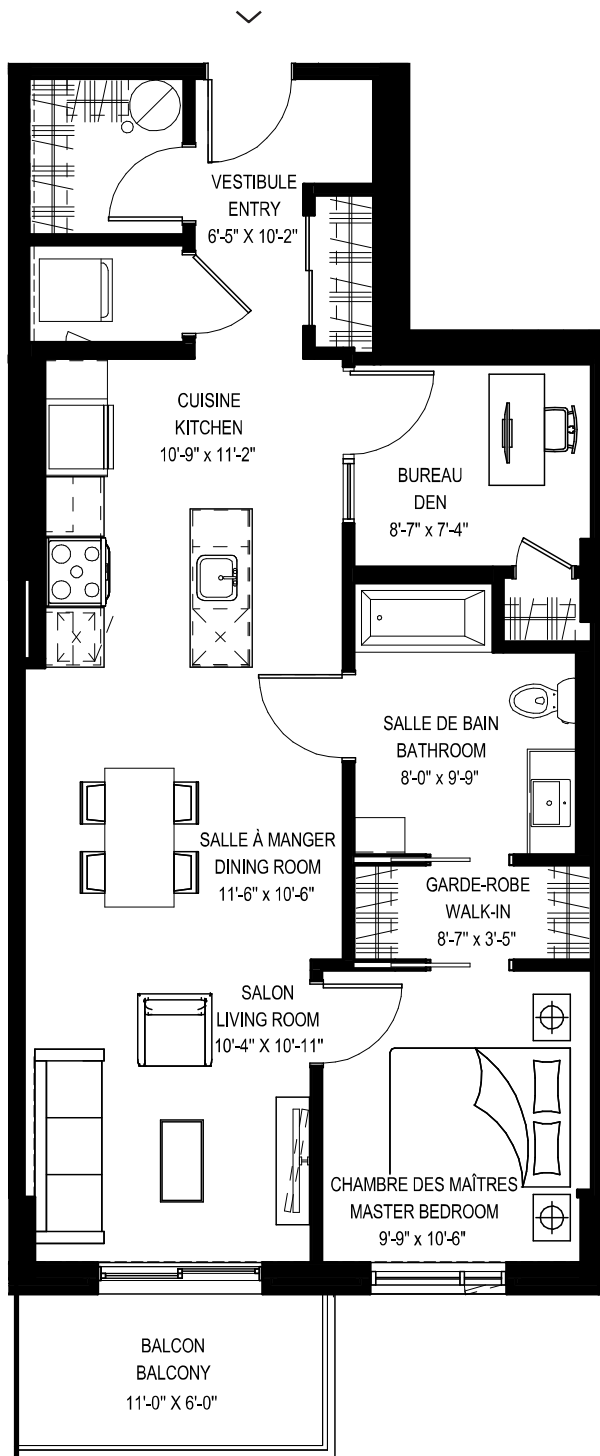 VESTIBULE
ENTRY
6'-5" X 10'-2"
CUISINE
KITCHEN
10'-9" x 11'-2"
BUREAU
DEN
8'-7" x 7'-4"
SALLE DE BAIN
BATHROOM
8'-0" x 9'-9"
SALLE À MANGER
DINING ROOM
11'-6" x 10'-6"
GARDE-ROBE
WALK-IN
8'-7" x 3'-5"
SALON
LIVING ROOM
10'-4" X 10'-11"
CHAMBRE DES MAÎTRES
MASTER BEDROOM
9'-9" x 10'-6"
BALCON
BALCONY
11'-0" X 6'-0"